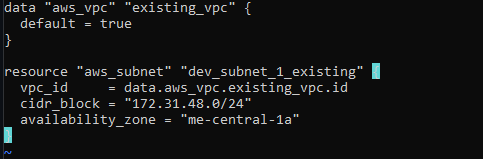 data "aws_vpc" "existing_vpc" {
  default = true
}

resource "aws_subnet" "dev_subnet_1_existing" {
  vpc_id     = data.aws_vpc.existing_vpc.id
  cidr_block = "172.31.48.0/24"
  availability_zone = "me-central-1a"
}
~